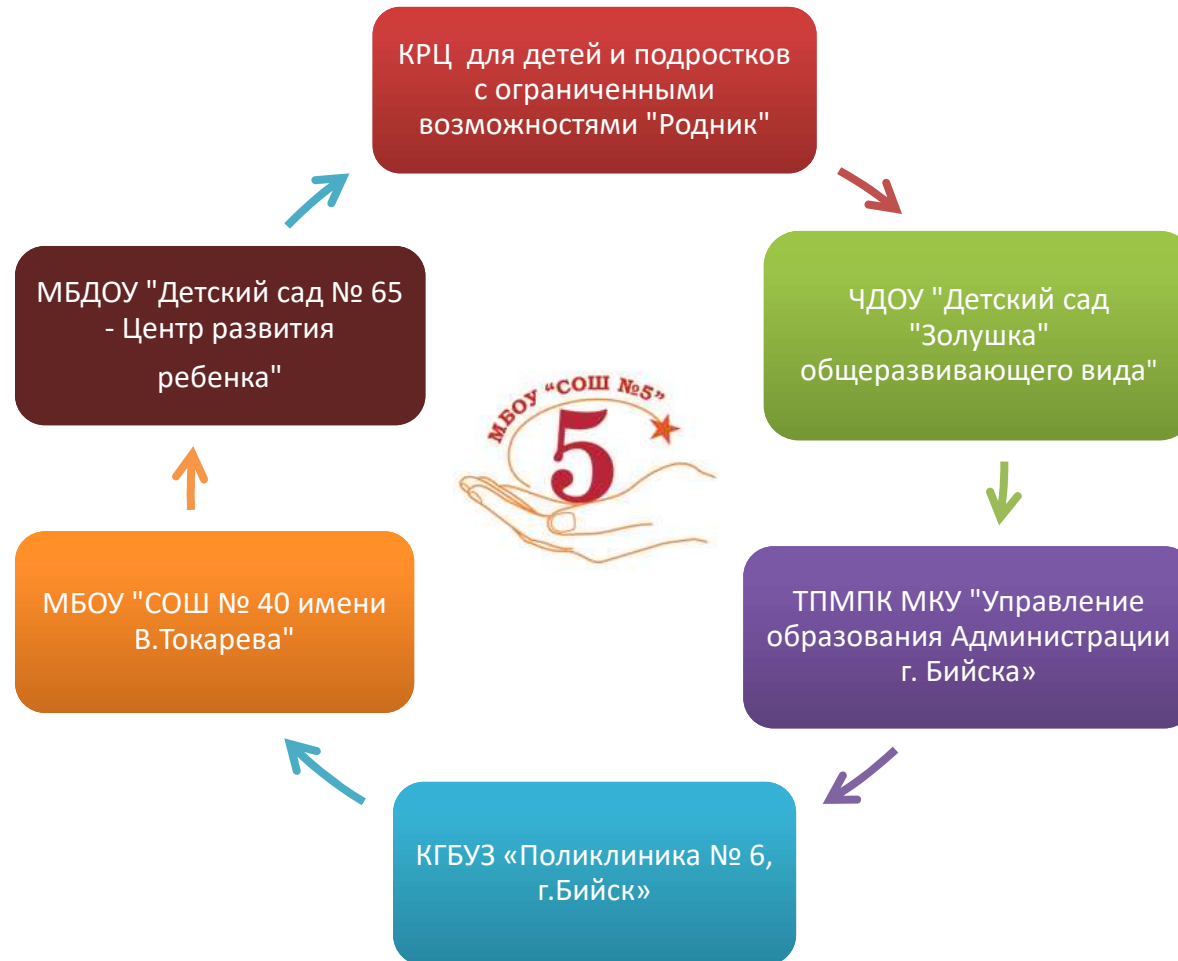 КРЦ для детей и подростков
с ограниченными
возможностями "Родник"
МБДОУ "Детский сад № 65
- Центр развития
ребенка"
ЧДОУ "Детский сад
"Золушка"
общеразвивающего вида"
МБОУ "СОШ №5"
5
МБОУ "СОШ № 40 имени
В.Токарева"
ТПМПК МКУ "Управление
образования Администрации
г. Бийска»
КГБУЗ «Поликлиника № 6,
г.Бийск»